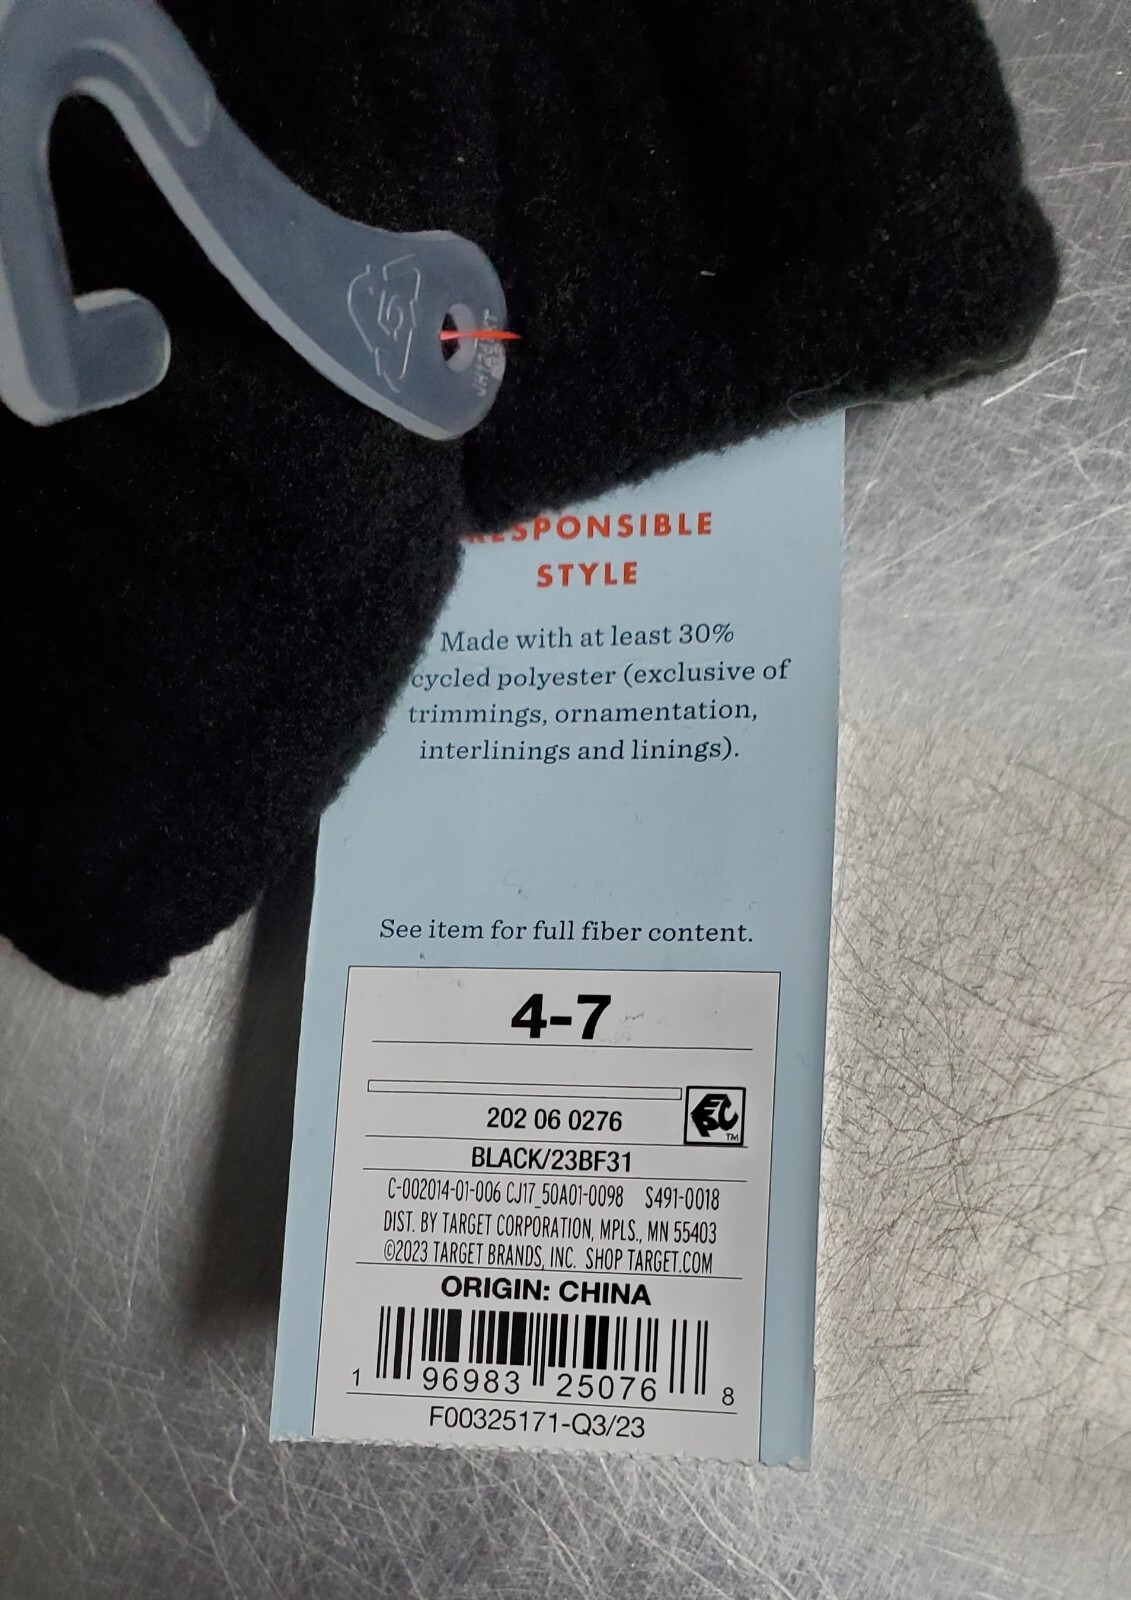 RESPONSIBLE
STYLE
Made with at least 30%
cycled polyester (exclusive of
trimmings, ornamentation,
interlinings and linings).
See item for full fiber content.
4-7
202 06 0276
EPC
TM
BLACK/23BF31
C-002014-01-006 CJ17_50A01-0098 S491-0018
DIST. BY TARGET CORPORATION, MPLS., MN 55403
©2023 TARGET BRANDS, INC. SHOP TARGET.COM
ORIGIN: CHINA
1 96983 25076 8
F00325171-Q3/23